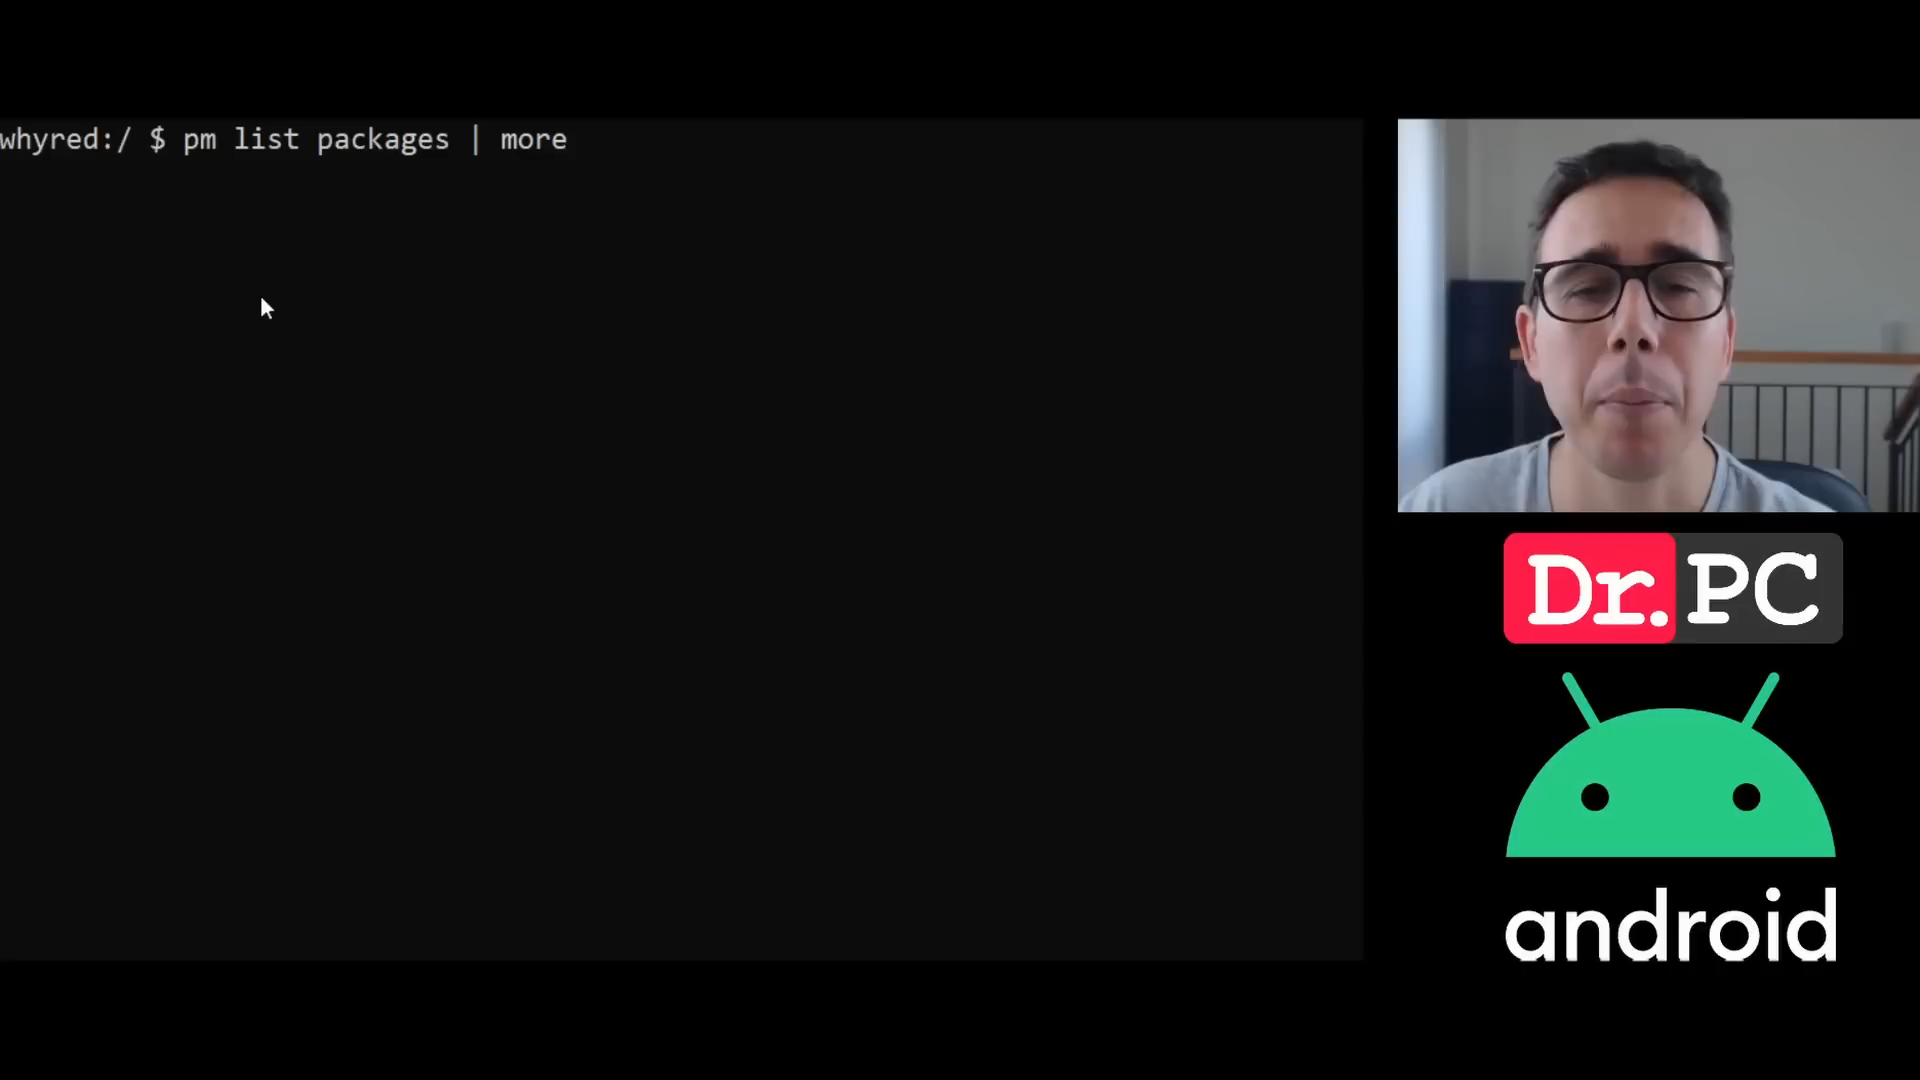 whyred:/ $ pm list packages | more
Dr.PC
android